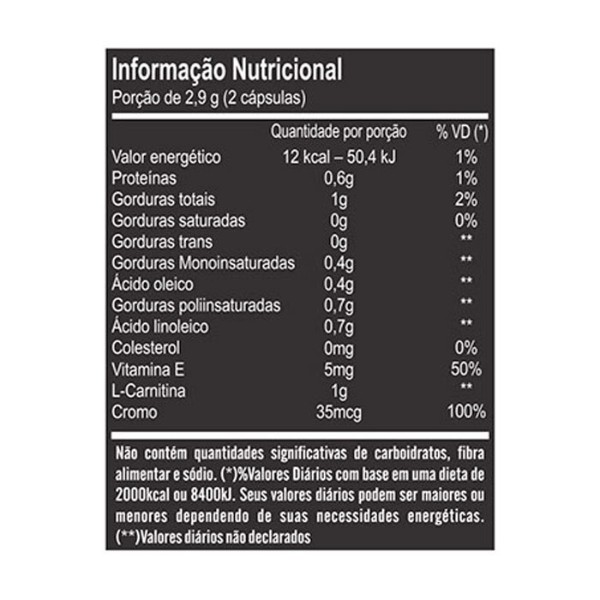 Informação Nutricional
Porção de 2,9 g (2 cápsulas)
Quantidade por porção % VD (*)
Valor energético 12 kcal – 50,4 kJ 1%
Proteínas 0,6g 1%
Gorduras totais 1g 2%
Gorduras saturadas 0g 0%
Gorduras trans 0g **
Gorduras Monoinsaturadas 0,4g **
Ácido oleico 0,4g **
Gorduras poliinsaturadas 0,7g **
Ácido linoleico 0,7g **
Colesterol 0mg 0%
Vitamina E 5mg 50%
L-Carnitina 1g **
Cromo 35mcg 100%
Não contém quantidades significativas de carboidratos, fibra
alimentar e sódio. (*)%Valores Diários com base em uma dieta de
2000kcal ou 8400kJ. Seus valores diários podem ser maiores ou
menores dependendo de suas necessidades energéticas.
(**)Valores diários não declarados